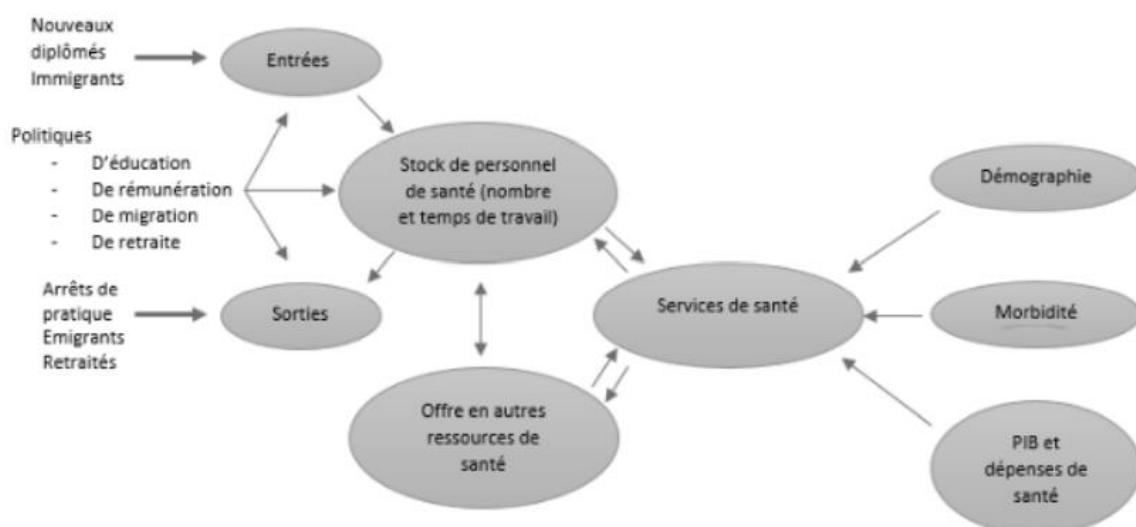 Nouveaux
diplômés
Immigrants
Entrées
Politiques
- D'éducation
- De rémunération
- De migration
- De retraite
Stock de personnel
de santé (nombre
et temps de travail)
Arrêts de
pratique
Emigrants
Retraités
Sorties
Offre en autres
ressources de
santé
Services de santé
Démographie
Morbidité
PIB et
dépenses de
santé